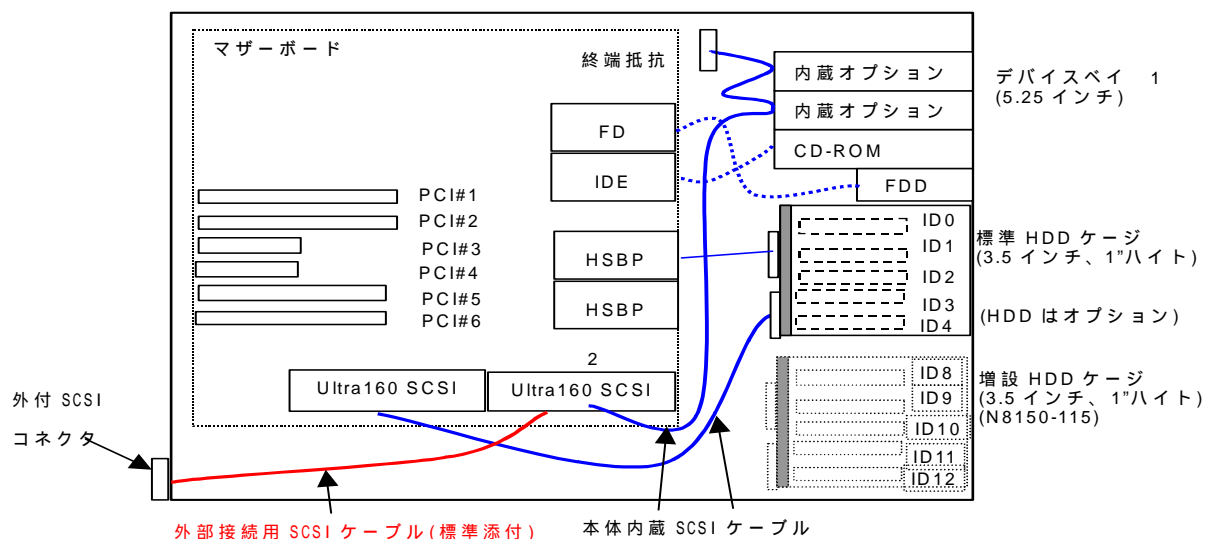 マザーボード
終端抵抗
内蔵オプション
内蔵オプション
CD-ROM
FDD
デバイスベイ 1
(5.25 インチ)
FD
IDE
HSBP
HSBP
PCI#1
PCI#2
PCI#3
PCI#4
PCI#5
PCI#6
ID0
ID1
ID2
ID3
ID4
標準 HDD ケージ
(3.5 インチ、1”ハイト)
(HDD はオプション)
2
Ultra160 SCSI
Ultra160 SCSI
ID8
ID9
ID10
ID11
ID12
増設 HDD ケージ
(3.5 インチ、1”ハイト)
(N8150-115)
外付 SCSI
コネクタ
外部接続用 SCSI ケーブル(標準添付)
本体内蔵 SCSI ケーブル